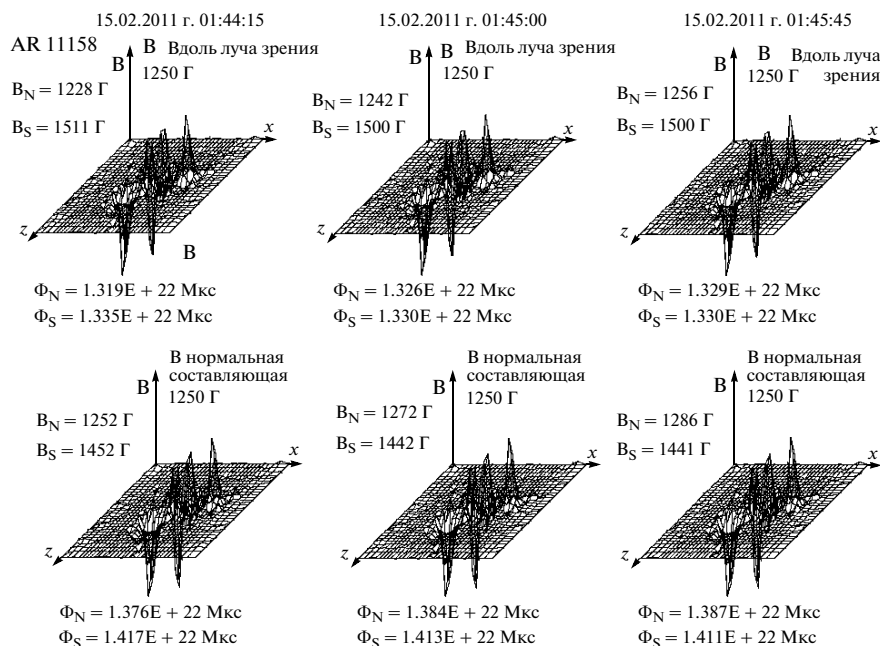 15.02.2011 г. 01:44:15
15.02.2011 г. 01:45:00
15.02.2011 г. 01:45:45
AR 11158
B
B Вдоль луча зрения
1250 Г
B_N = 1228 Г
B_S = 1511 Г
x
z
B
Φ_N = 1.319E + 22 Мкс
Φ_S = 1.335E + 22 Мкс
B
B Вдоль луча зрения
1250 Г
B_N = 1242 Г
B_S = 1500 Г
x
z
Φ_N = 1.326E + 22 Мкс
Φ_S = 1.330E + 22 Мкс
B
B Вдоль луча
1250 Г зрения
B_N = 1256 Г
B_S = 1500 Г
x
z
Φ_N = 1.329E + 22 Мкс
Φ_S = 1.330E + 22 Мкс
B нормальная
составляющая
1250 Г
B
B_N = 1252 Г
B_S = 1452 Г
x
z
Φ_N = 1.376E + 22 Мкс
Φ_S = 1.417E + 22 Мкс
B нормальная
составляющая
1250 Г
B
B_N = 1272 Г
B_S = 1442 Г
x
z
Φ_N = 1.384E + 22 Мкс
Φ_S = 1.413E + 22 Мкс
B нормальная
составляющая
1250 Г
B
B_N = 1286 Г
B_S = 1441 Г
x
z
Φ_N = 1.387E + 22 Мкс
Φ_S = 1.411E + 22 Мкс